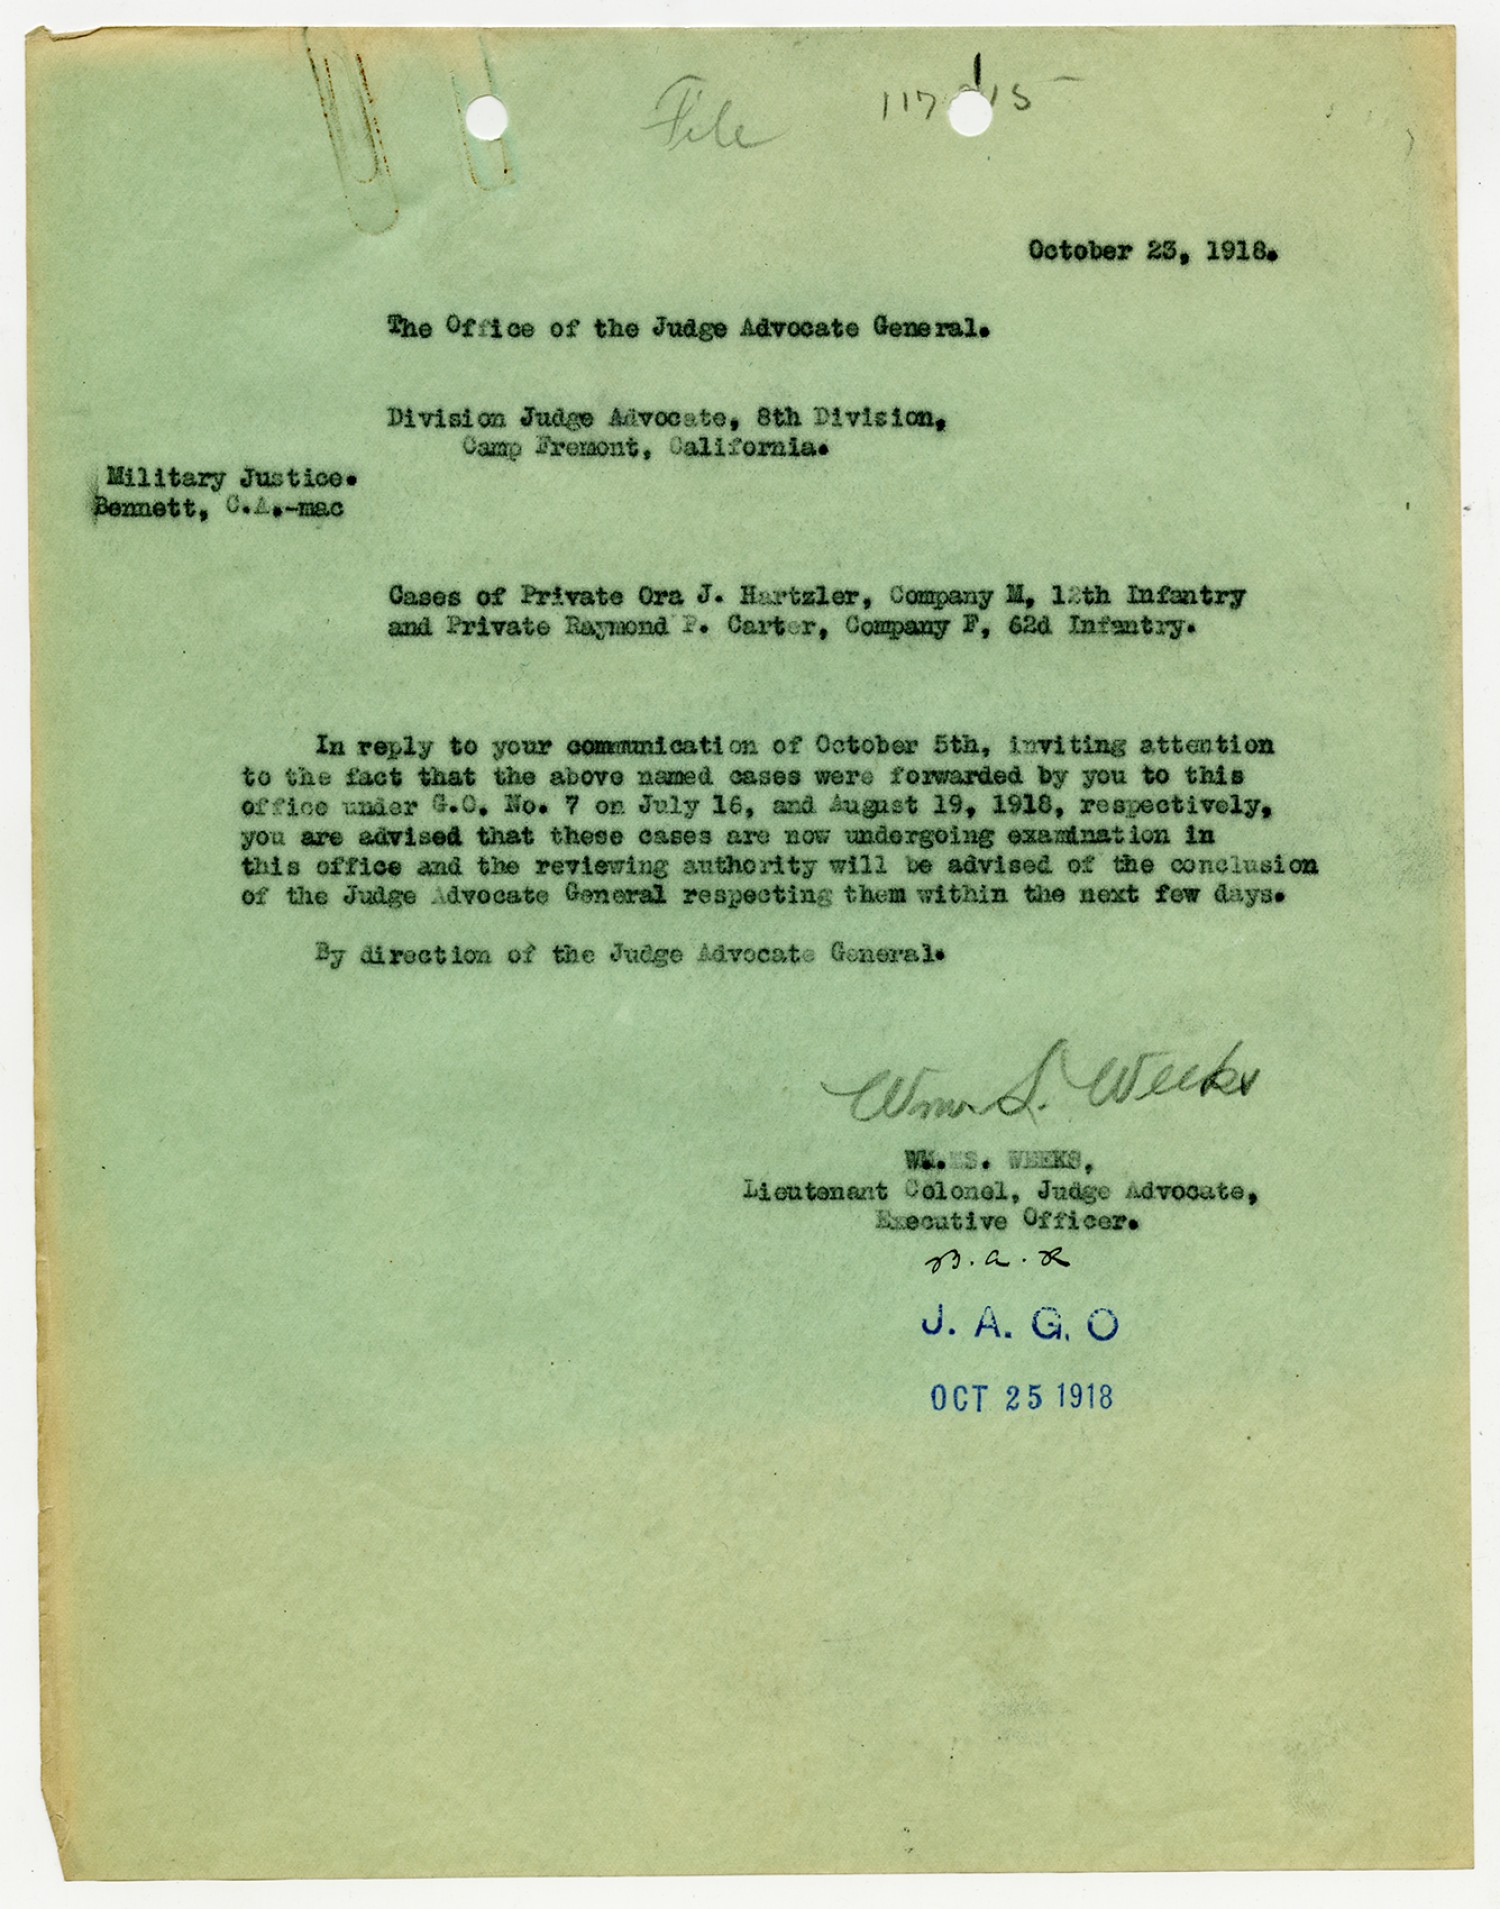 File
October 23, 1918.
The Office of the Judge Advocate General.
Division Judge Advocate, 8th Division,
Camp Fremont, California.
Military Justice.
Bennett, C.A.-mac
Cases of Private Ora J. Hartzler, Company M, 12th Infantry
and Private Raymond P. Carter, Company F, 62d Infantry.
In reply to your communication of October 5th, inviting attention
to the fact that the above named cases were forwarded by you to this
office under G.O. No. 7 on July 16, and August 19, 1918, respectively,
you are advised that these cases are now undergoing examination in
this office and the reviewing authority will be advised of the conclusion
of the Judge Advocate General respecting them within the next few days.
By direction of the Judge Advocate General.
Wm. S. Weeks
WM. S. WEEKS,
Lieutenant Colonel, Judge Advocate,
Executive Officer.
J. A. G. O
OCT 25 1918